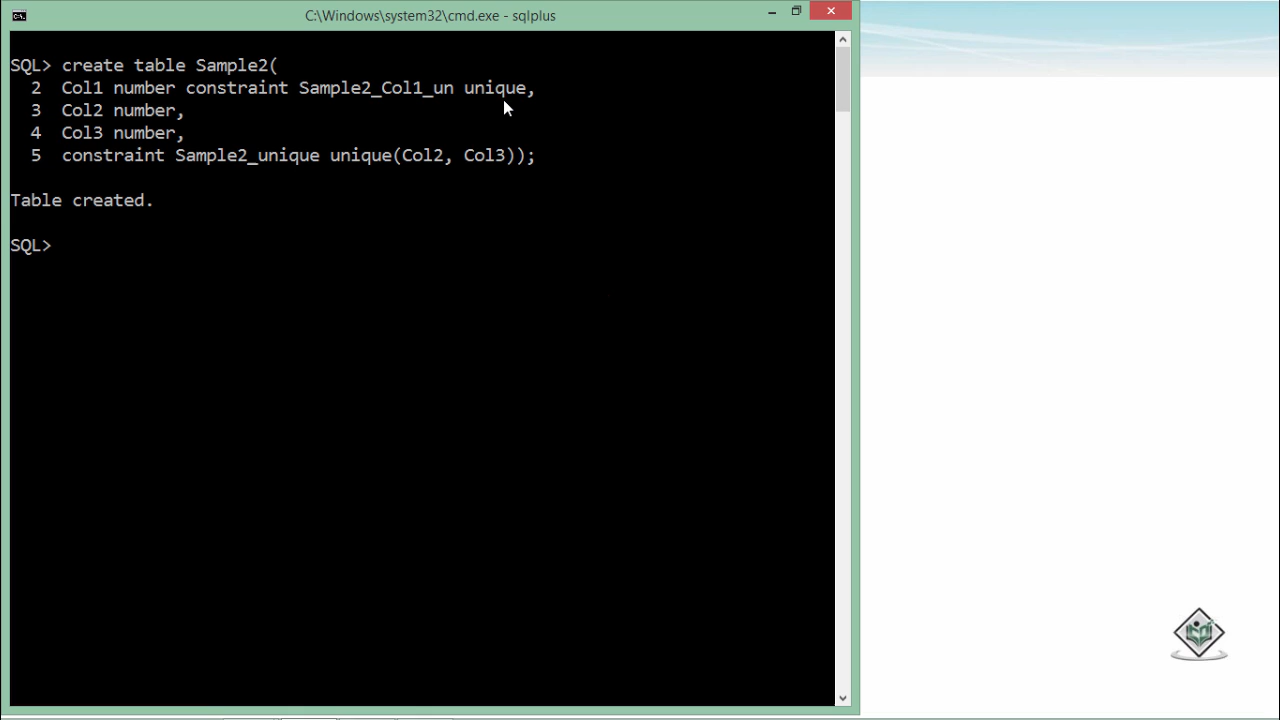 C:\Windows\system32\cmd.exe - sqlplus
SQL> create table Sample2(
2 Col1 number constraint Sample2_Col1_un unique,
3 Col2 number,
4 Col3 number,
5 constraint Sample2_unique unique(Col2, Col3));
Table created.
SQL>